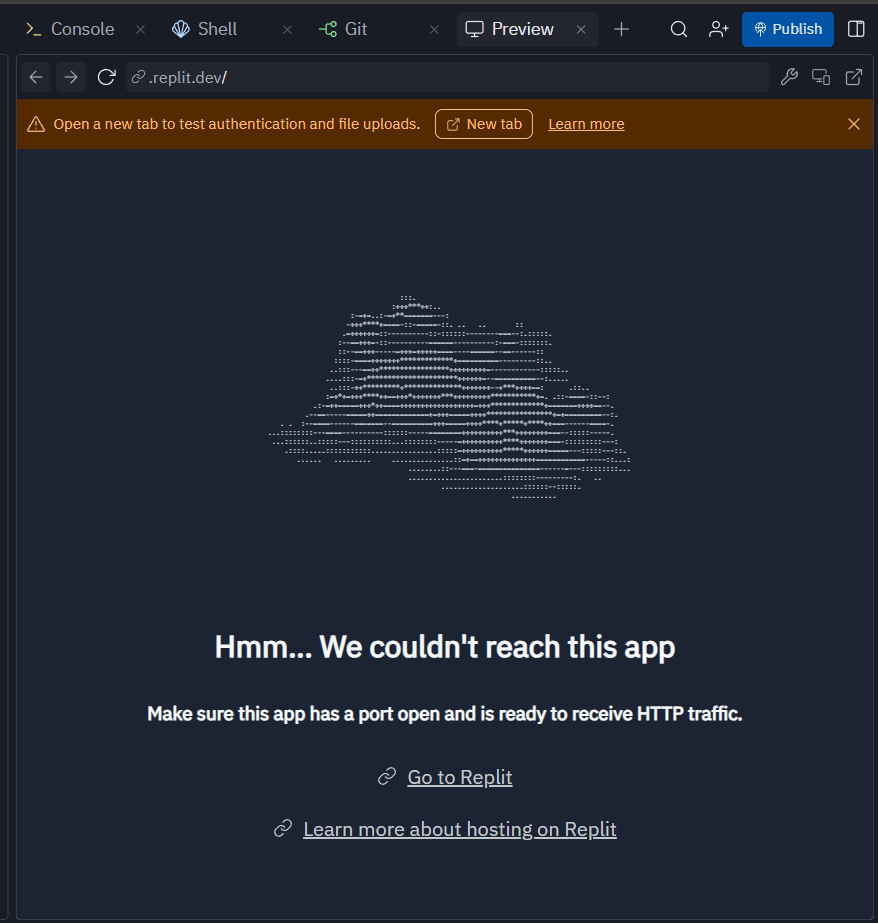 Console
Shell
Git
Preview
Publish
.replit.dev/
Open a new tab to test authentication and file uploads.
New tab
Learn more
Hmm... We couldn't reach this app
Make sure this app has a port open and is ready to receive HTTP traffic.
Go to Replit
Learn more about hosting on Replit